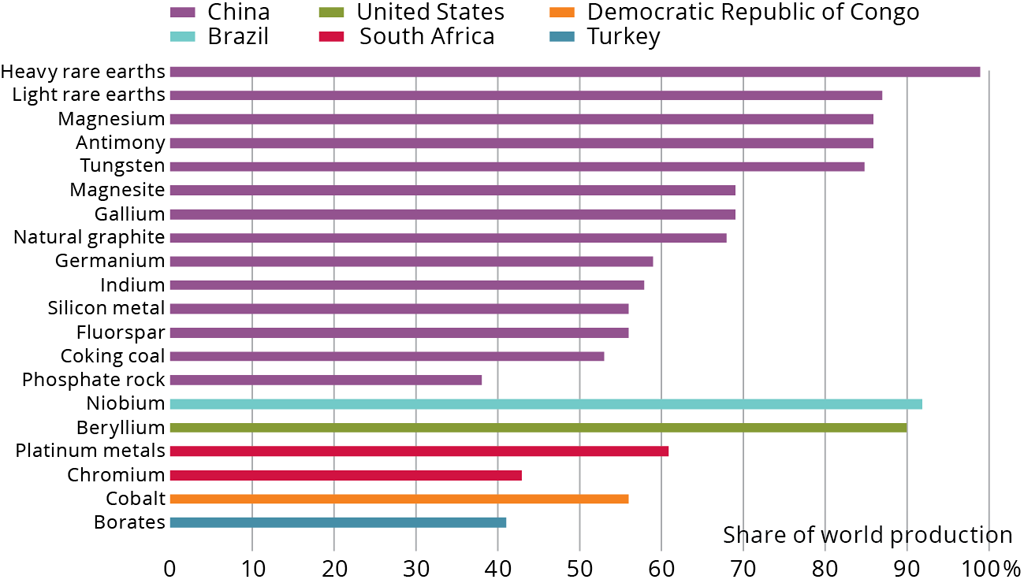 China United States Democratic Republic of Congo
Brazil South Africa Turkey
Heavy rare earths
Light rare earths
Magnesium
Antimony
Tungsten
Magnesite
Gallium
Natural graphite
Germanium
Indium
Silicon metal
Fluorspar
Coking coal
Phosphate rock
Niobium
Beryllium
Platinum metals
Chromium
Cobalt
Borates
Share of world production
0 10 20 30 40 50 60 70 80 90 100%